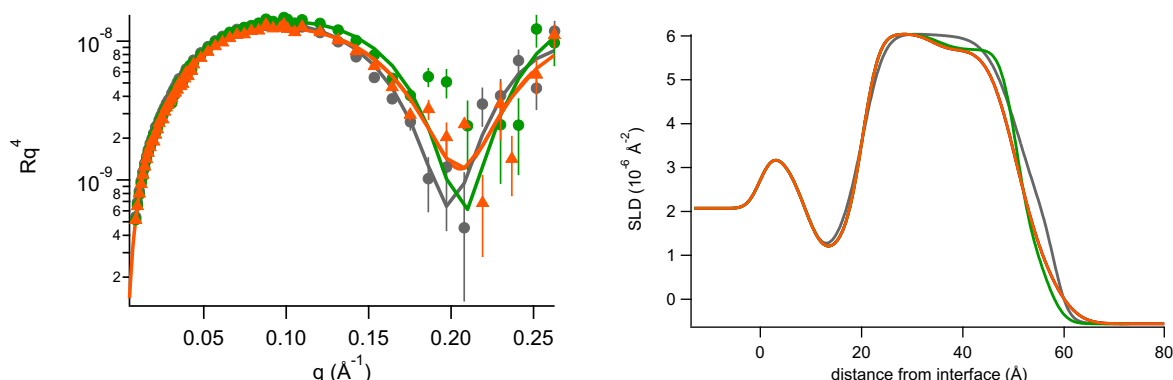 10⁻⁸
8
6
4
2
10⁻⁹
8
6
4
2
Rq⁴
0.05 0.10 0.15 0.20 0.25
q (Å⁻¹)
6
5
4
3
2
1
0
SLD (10⁻⁶ Å⁻²)
0 20 40 60 80
distance from interface (Å)